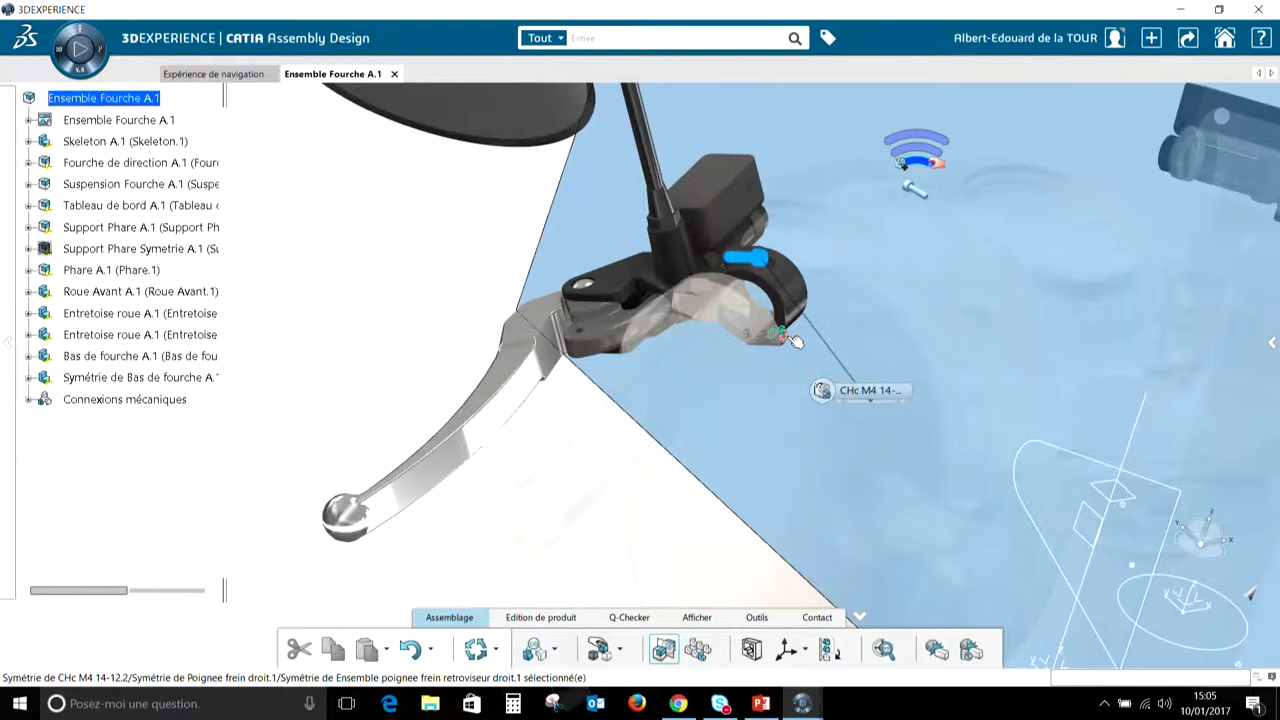 3DEXPERIENCE
3DEXPERIENCE | CATIA Assembly Design
Tout
Entrée
Albert-Edouard de la TOUR
3D
V.R
Expérience de navigation
Ensemble Fourche A.1
Ensemble Fourche A.1
Ensemble Fourche A.1
Skeleton A.1 (Skeleton.1)
Fourche de direction A.1 (Four
Suspension Fourche A.1 (Suspe
Tableau de bord A.1 (Tableau
Support Phare A.1 (Support Ph
Support Phare Symetrie A.1 (Su
Phare A.1 (Phare.1)
Roue Avant A.1 (Roue Avant.1)
Entretoise roue A.1 (Entretoise
Entretoise roue A.1 (Entretoise
Bas de fourche A.1 (Bas de fou
Symétrie de Bas de fourche A.
Connexions mécaniques
CHc M4 14-...
Assemblage
Edition de produit
Q-Checker
Afficher
Outils
Contact
Symétrie de CHc M4 14-12.2/Symétrie de Poignee frein droit.1/Symétrie de Ensemble poignee frein retroviseur droit.1 sélectionné(e)
Posez-moi une question.
15:05
10/01/2017